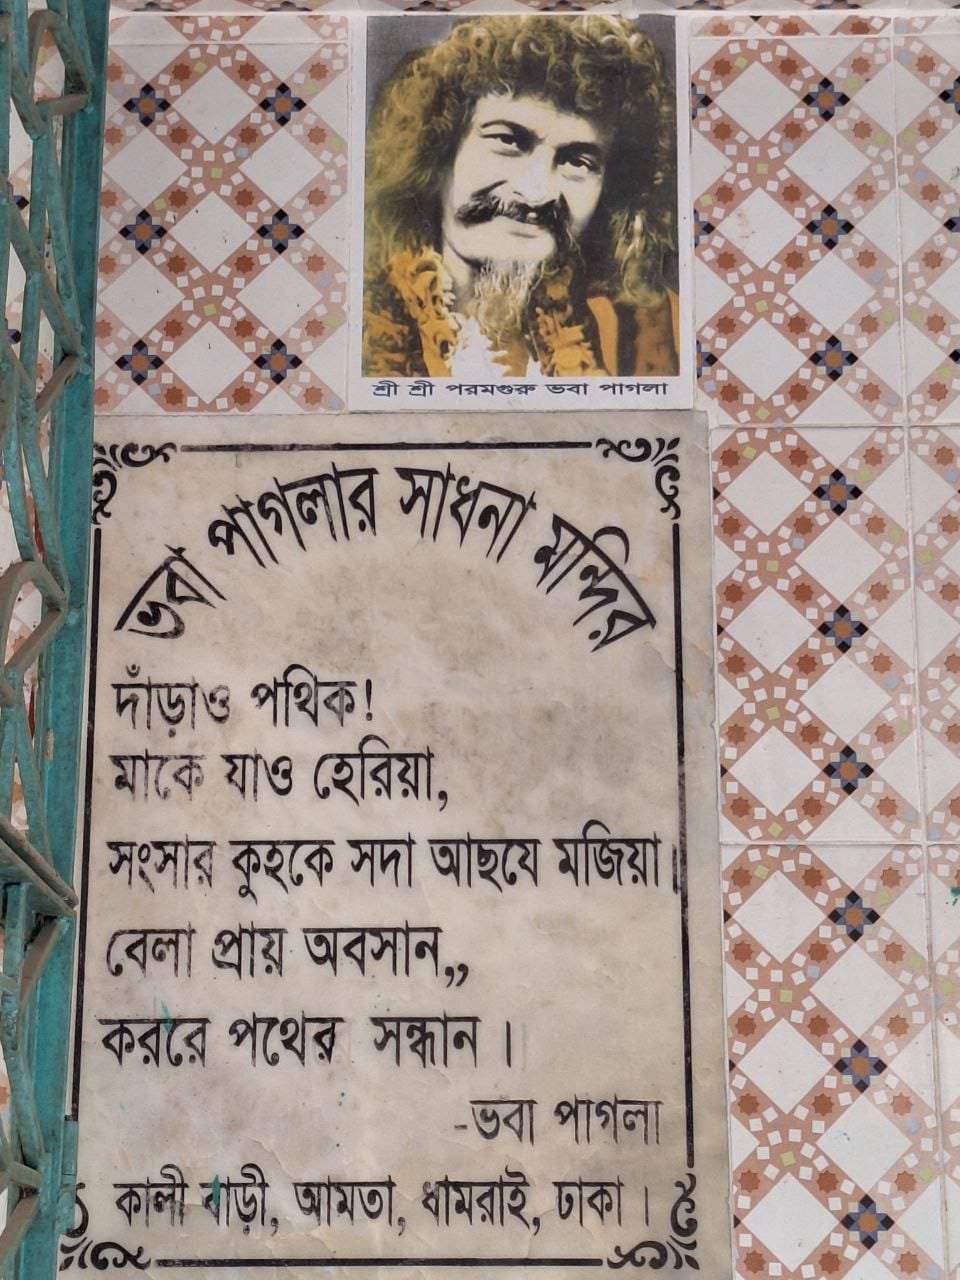 শ্রী শ্রী পরমগুরু ভবা পাগলা
ভবা পাগলার সাধনা মন্দির
দাঁড়াও পথিক!
মাকে যাও হেরিয়া,
সংসার কুহকে সদা আছযে মজিয়া।
বেলা প্রায় অবসান,,
কররে পথের সন্ধান।
-ভবা পাগলা
কালী বাড়ী, আমতা, ধামরাই, ঢাকা।